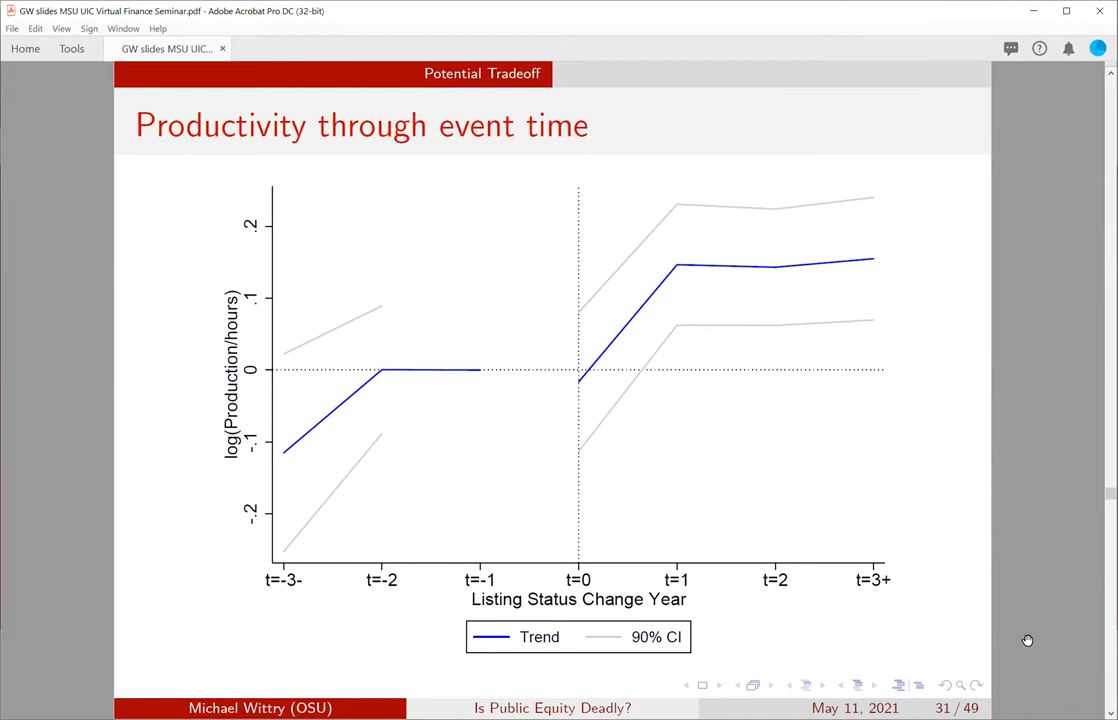 GW slides MSU UIC Virtual Finance Seminar.pdf - Adobe Acrobat Pro DC (32-bit)
File Edit View Sign Window Help
Home Tools GW slides MSU UIC... ×
Potential Tradeoff
Productivity through event time
log(Production/hours)
.2
.1
0
-.1
-.2
t=-3- t=-2 t=-1 t=0 t=1 t=2 t=3+
Listing Status Change Year
Trend 90% CI
Michael Wittry (OSU) Is Public Equity Deadly? May 11, 2021 31 / 49